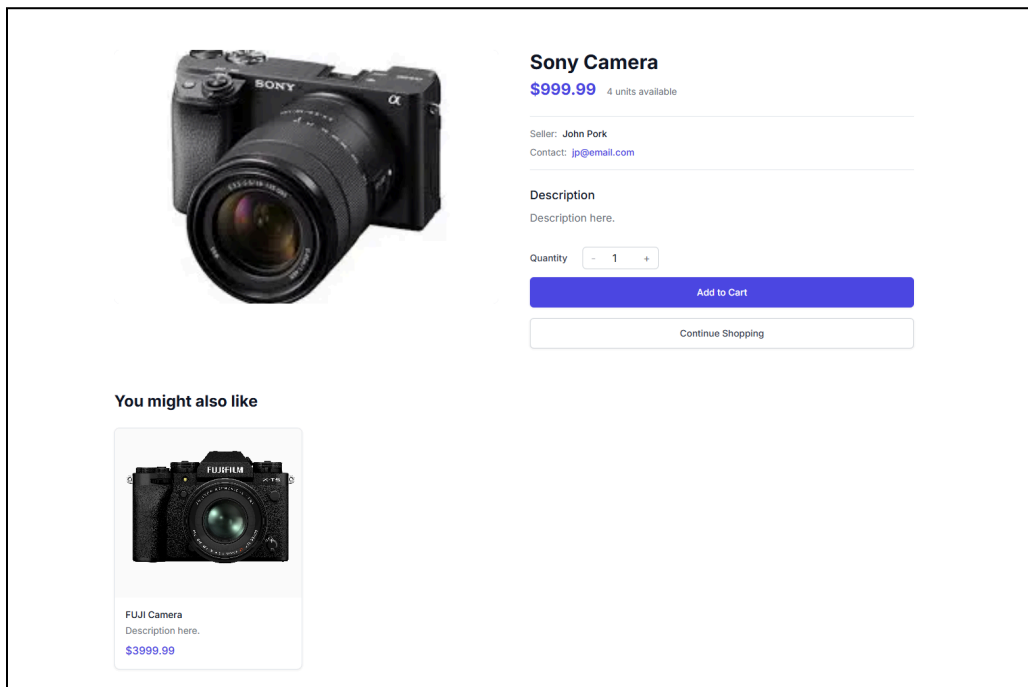 SONY
α
Sony Camera
$999.99 4 units available
Seller: John Pork
Contact: jp@email.com
Description
Description here.
Quantity - 1 +
Add to Cart
Continue Shopping
You might also like
FUJIFILM
X-T5
FUJI Camera
Description here.
$3999.99